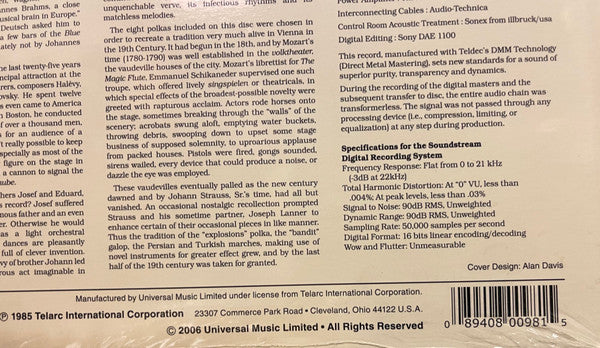 musical brain in Europe."
Deutsch asked him to
a few bars of the Blue
ately not by Johannes
he last twenty-five years
ncipal attraction at the
rers, composers Halévy,
ovsky. He spent twelve
s even came to America
n Boston, he conducted
f over a thousand men,
s for an audience of a
't really possible to keep
specially as most of the
figure on the stage in
a cannon to signal the
ube.
thers Josef and Eduard,
s record? Josef suffered
mous father and an even
er. Otherwise he would
as a light orchestral
dances are pleasantly
full of clever invention.
vy of brother Johann led
rous act imaginable in
unquenchable verve, its infectious rhythms and its
matchless melodies.
The eight polkas included on this disc were chosen in
order to recreate a tradition very much alive in Vienna in
the 19th Century. It had begun in the 18th, and by Mozart's
time (1780-1790) was well established in the volkstheater,
the vaudeville houses of the city. Mozart's librettist for The
Magic Flute, Emmanuel Schikaneder supervised one such
troupe, which offered lively singspielen or theatricals, in
which special effects of the broadest-possible novelty were
greeted with rapturous acclaim. Actors rode horses onto
the stage, sometimes breaking through the "walls" of the
scenery; acrobats swung aloft, emptying water buckets,
throwing debris, swooping down to upset some stage
business of supposed solemnity, to uproarious applause
from packed houses. Pistols were fired, gongs sounded,
sirens wailed, every device that could produce a noise, or
dazzle the eye was employed.
These vaudevilles eventually palled as the new century
dawned and by Johann Strauss, Sr.'s time, had all but
vanished. An occasional nostalgic recollection prompted
Strauss and his sometime partner, Joseph Lanner to
enhance certain of their occasional pieces in like manner.
Thus the tradition of the "explosions" polka, the "bandit"
galop, the Persian and Turkish marches, making use of
novel instruments for greater effect grew, and by the last
half of the 19th century was taken for granted.
Interconnecting Cables : Audio-Technica
Control Room Acoustic Treatment : Sonex from illbruck/usa
Digital Editing : Sony DAE 1100
This record, manufactured with Teldec's DMM Technology
(Direct Metal Mastering), sets new standards for a sound of
superior purity, transparency and dynamics.
During the recording of the digital masters and the
subsequent transfer to disc, the entire audio chain was
transformerless. The signal was not passed through any
processing device (i.e., compression, limiting, or
equalization) at any step during production.
Specifications for the Soundstream
Digital Recording System
Frequency Response: Flat from 0 to 21 kHz
(-3dB at 22kHz)
Total Harmonic Distortion: At "0" VU, less than
.004%; At peak levels, less than .03%
Signal to Noise: 90dB RMS, Unweighted
Dynamic Range: 90dB RMS, Unweighted
Sampling Rate: 50,000 samples per second
Digital Format: 16 bits linear encoding/decoding
Wow and Flutter: Unmeasurable
Cover Design: Alan Davis
Manufactured by Universal Music Limited under license from Telarc International Corporation.
℗ 1985 Telarc International Corporation 23307 Commerce Park Road • Cleveland, Ohio 44122 U.S.A.
© 2006 Universal Music Limited • All Rights Reserved
0 89408 00981 5